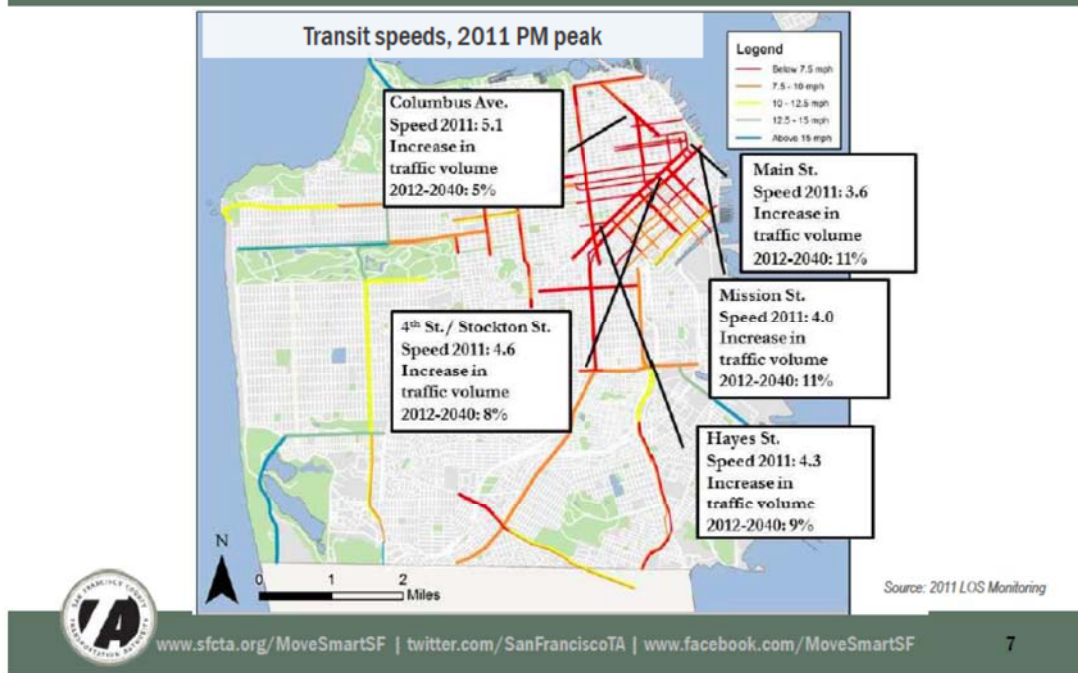 Transit speeds, 2011 PM peak
Legend
Below 7.5 mph
7.5 - 10 mph
10 - 12.5 mph
12.5 - 15 mph
Above 15 mph
Columbus Ave.
Speed 2011: 5.1
Increase in
traffic volume
2012-2040: 5%
Main St.
Speed 2011: 3.6
Increase in
traffic volume
2012-2040: 11%
Mission St.
Speed 2011: 4.0
Increase in
traffic volume
2012-2040: 11%
4th St./ Stockton St.
Speed 2011: 4.6
Increase in
traffic volume
2012-2040: 8%
Hayes St.
Speed 2011: 4.3
Increase in
traffic volume
2012-2040: 9%
N
0 1 2
Miles
Source: 2011 LOS Monitoring
SAN FRANCISCO COUNTY
TRANSPORTATION AUTHORITY
www.sfcta.org/MoveSmartSF | twitter.com/SanFranciscoTA | www.facebook.com/MoveSmartSF
7